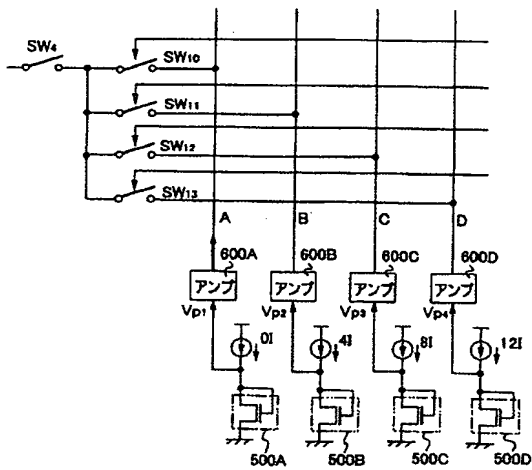 SW4
SW10
SW11
SW12
SW13
A B C D
600A 600B 600C 600D
アンプ アンプ アンプ アンプ
Vp1 Vp2 Vp3 Vp4
0I 4I 8I 12I
500A 500B 500C 500D